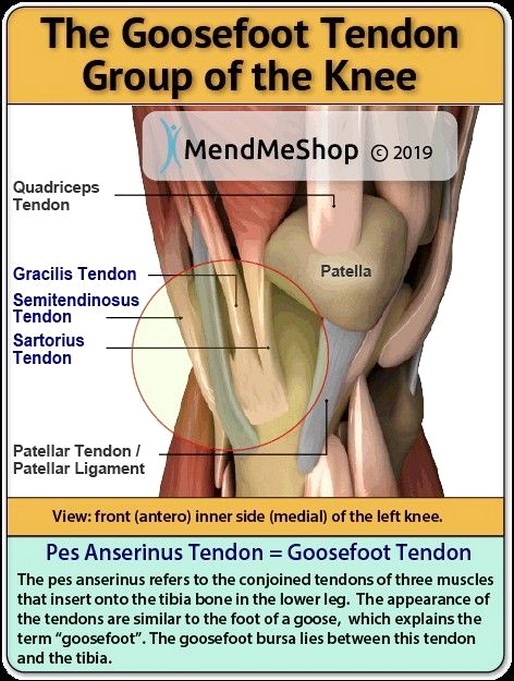 The Goosefoot Tendon
Group of the Knee
MendMeShop © 2019
Quadriceps
Tendon
Patella
Gracilis Tendon
Semitendinosus
Tendon
Sartorius
Tendon
Patellar Tendon /
Patellar Ligament
View: front (antero) inner side (medial) of the left knee.
Pes Anserinus Tendon = Goosefoot Tendon
The pes anserinus refers to the conjoined tendons of three muscles
that insert onto the tibia bone in the lower leg. The appearance of
the tendons are similar to the foot of a goose, which explains the
term “goosefoot”. The goosefoot bursa lies between this tendon
and the tibia.